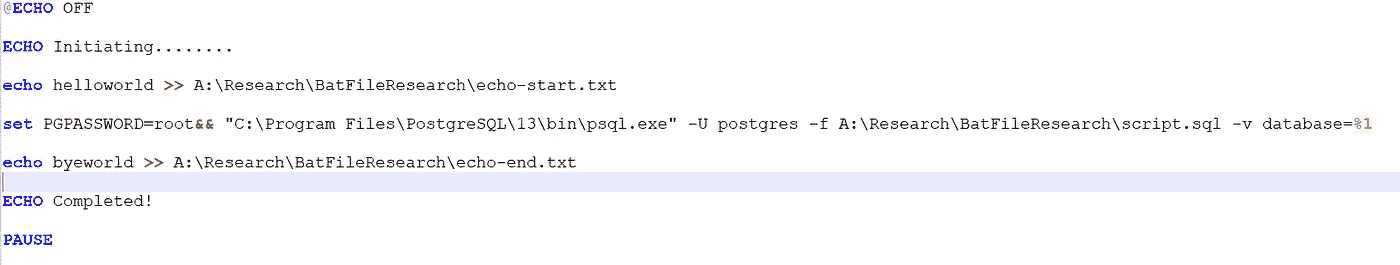 @ECHO OFF
ECHO Initiating........
echo helloworld >> A:\Research\BatFileResearch\echo-start.txt
set PGPASSWORD=root&& "C:\Program Files\PostgreSQL\13\bin\psql.exe" -U postgres -f A:\Research\BatFileResearch\script.sql -v database=%1
echo byeworld >> A:\Research\BatFileResearch\echo-end.txt
ECHO Completed!
PAUSE